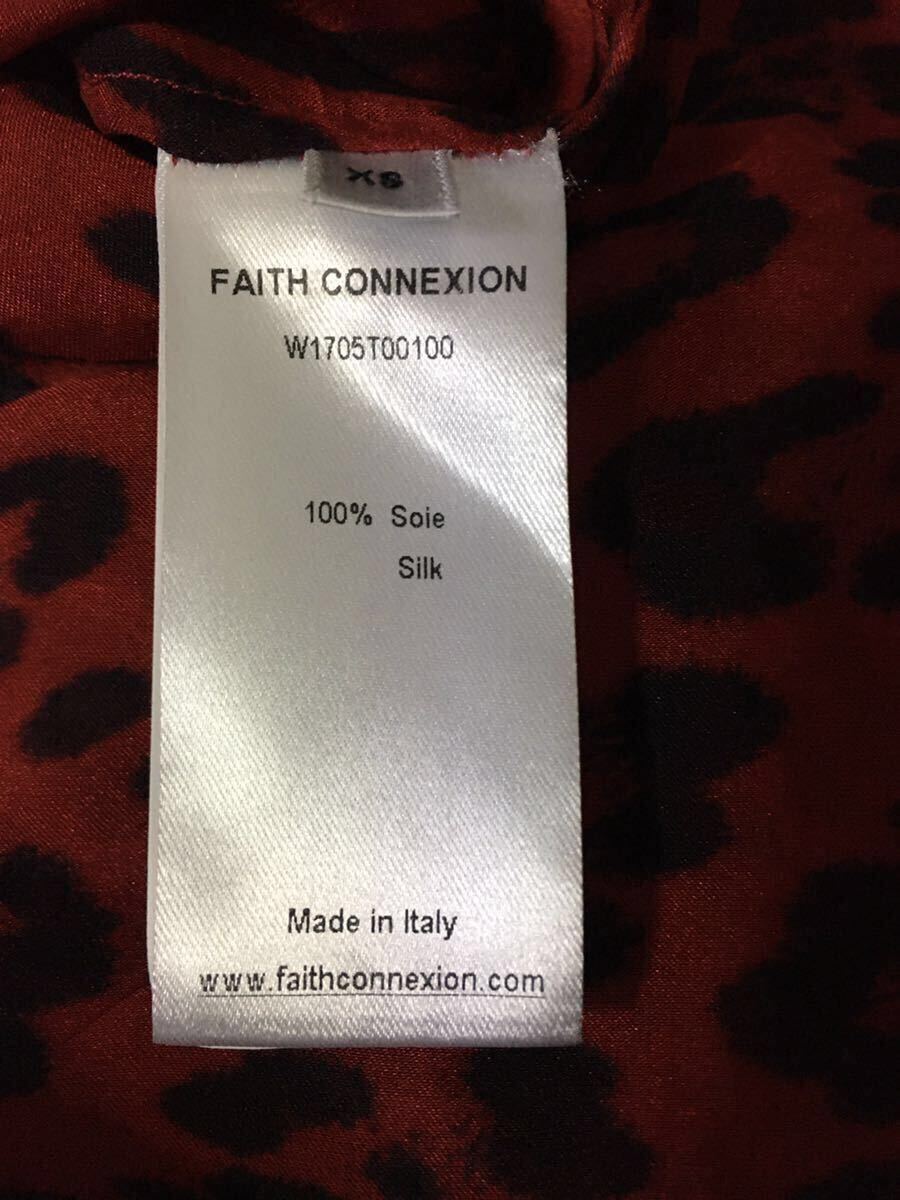 XS
FAITH CONNEXION
W1705T00100
100% Soie
Silk
Made in Italy
www.faithconnexion.com